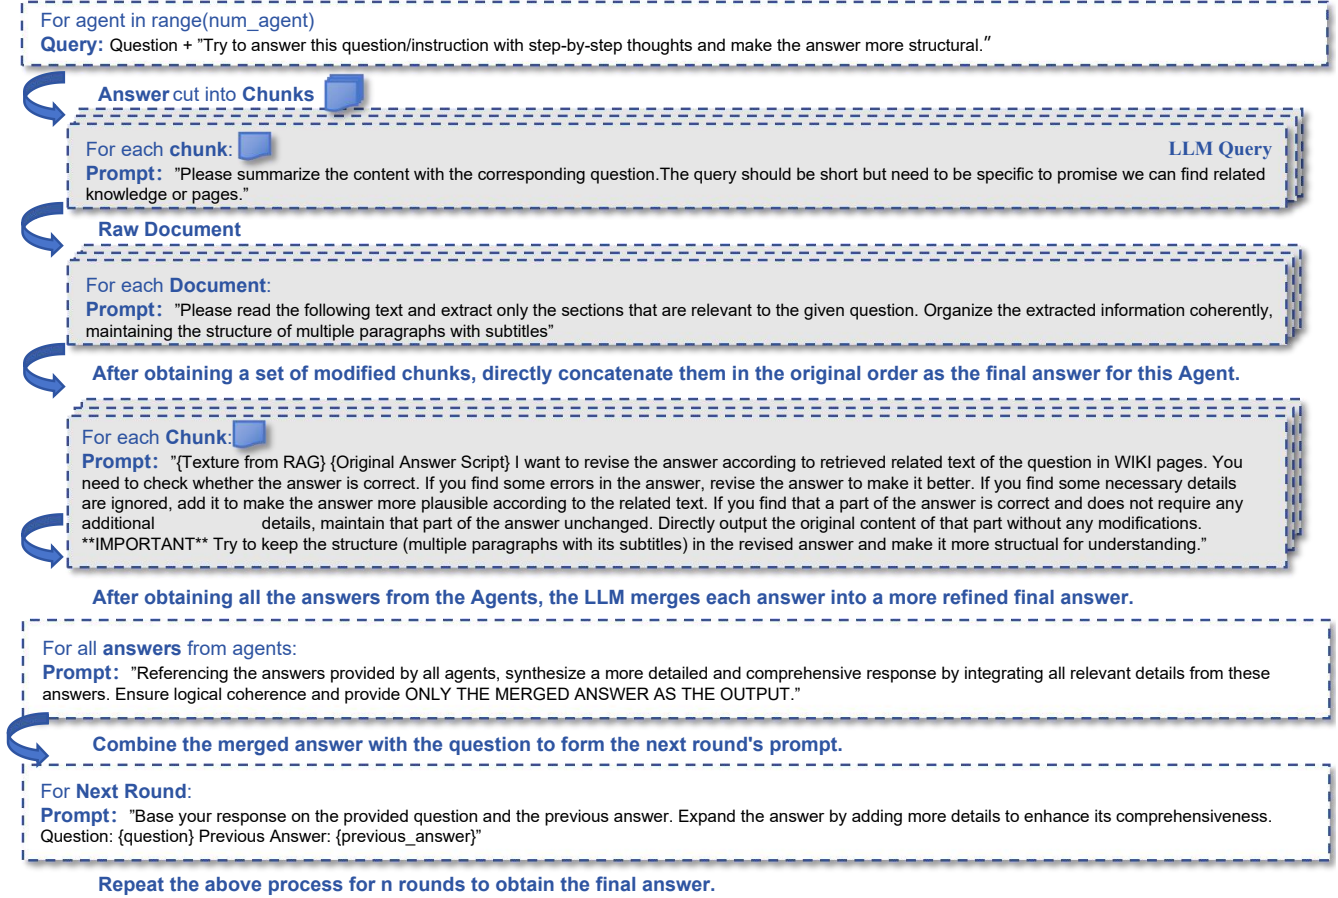 For agent in range(num_agent)
Query: Question + ”Try to answer this question/instruction with step-by-step thoughts and make the answer more structural.”
Answer cut into Chunks
For each chunk:
LLM Query
Prompt: ”Please summarize the content with the corresponding question.The query should be short but need to be specific to promise we can find related
knowledge or pages.”
Raw Document
For each Document:
Prompt: ”Please read the following text and extract only the sections that are relevant to the given question. Organize the extracted information coherently,
maintaining the structure of multiple paragraphs with subtitles”
After obtaining a set of modified chunks, directly concatenate them in the original order as the final answer for this Agent.
For each Chunk:
Prompt: ”{Texture from RAG} {Original Answer Script} I want to revise the answer according to retrieved related text of the question in WIKI pages. You
need to check whether the answer is correct. If you find some errors in the answer, revise the answer to make it better. If you find some necessary details
are ignored, add it to make the answer more plausible according to the related text. If you find that a part of the answer is correct and does not require any
additional details, maintain that part of the answer unchanged. Directly output the original content of that part without any modifications.
**IMPORTANT** Try to keep the structure (multiple paragraphs with its subtitles) in the revised answer and make it more structual for understanding.”
After obtaining all the answers from the Agents, the LLM merges each answer into a more refined final answer.
For all answers from agents:
Prompt: ”Referencing the answers provided by all agents, synthesize a more detailed and comprehensive response by integrating all relevant details from these
answers. Ensure logical coherence and provide ONLY THE MERGED ANSWER AS THE OUTPUT.”
Combine the merged answer with the question to form the next round's prompt.
For Next Round:
Prompt: ”Base your response on the provided question and the previous answer. Expand the answer by adding more details to enhance its comprehensiveness.
Question: {question} Previous Answer: {previous_answer}”
Repeat the above process for n rounds to obtain the final answer.